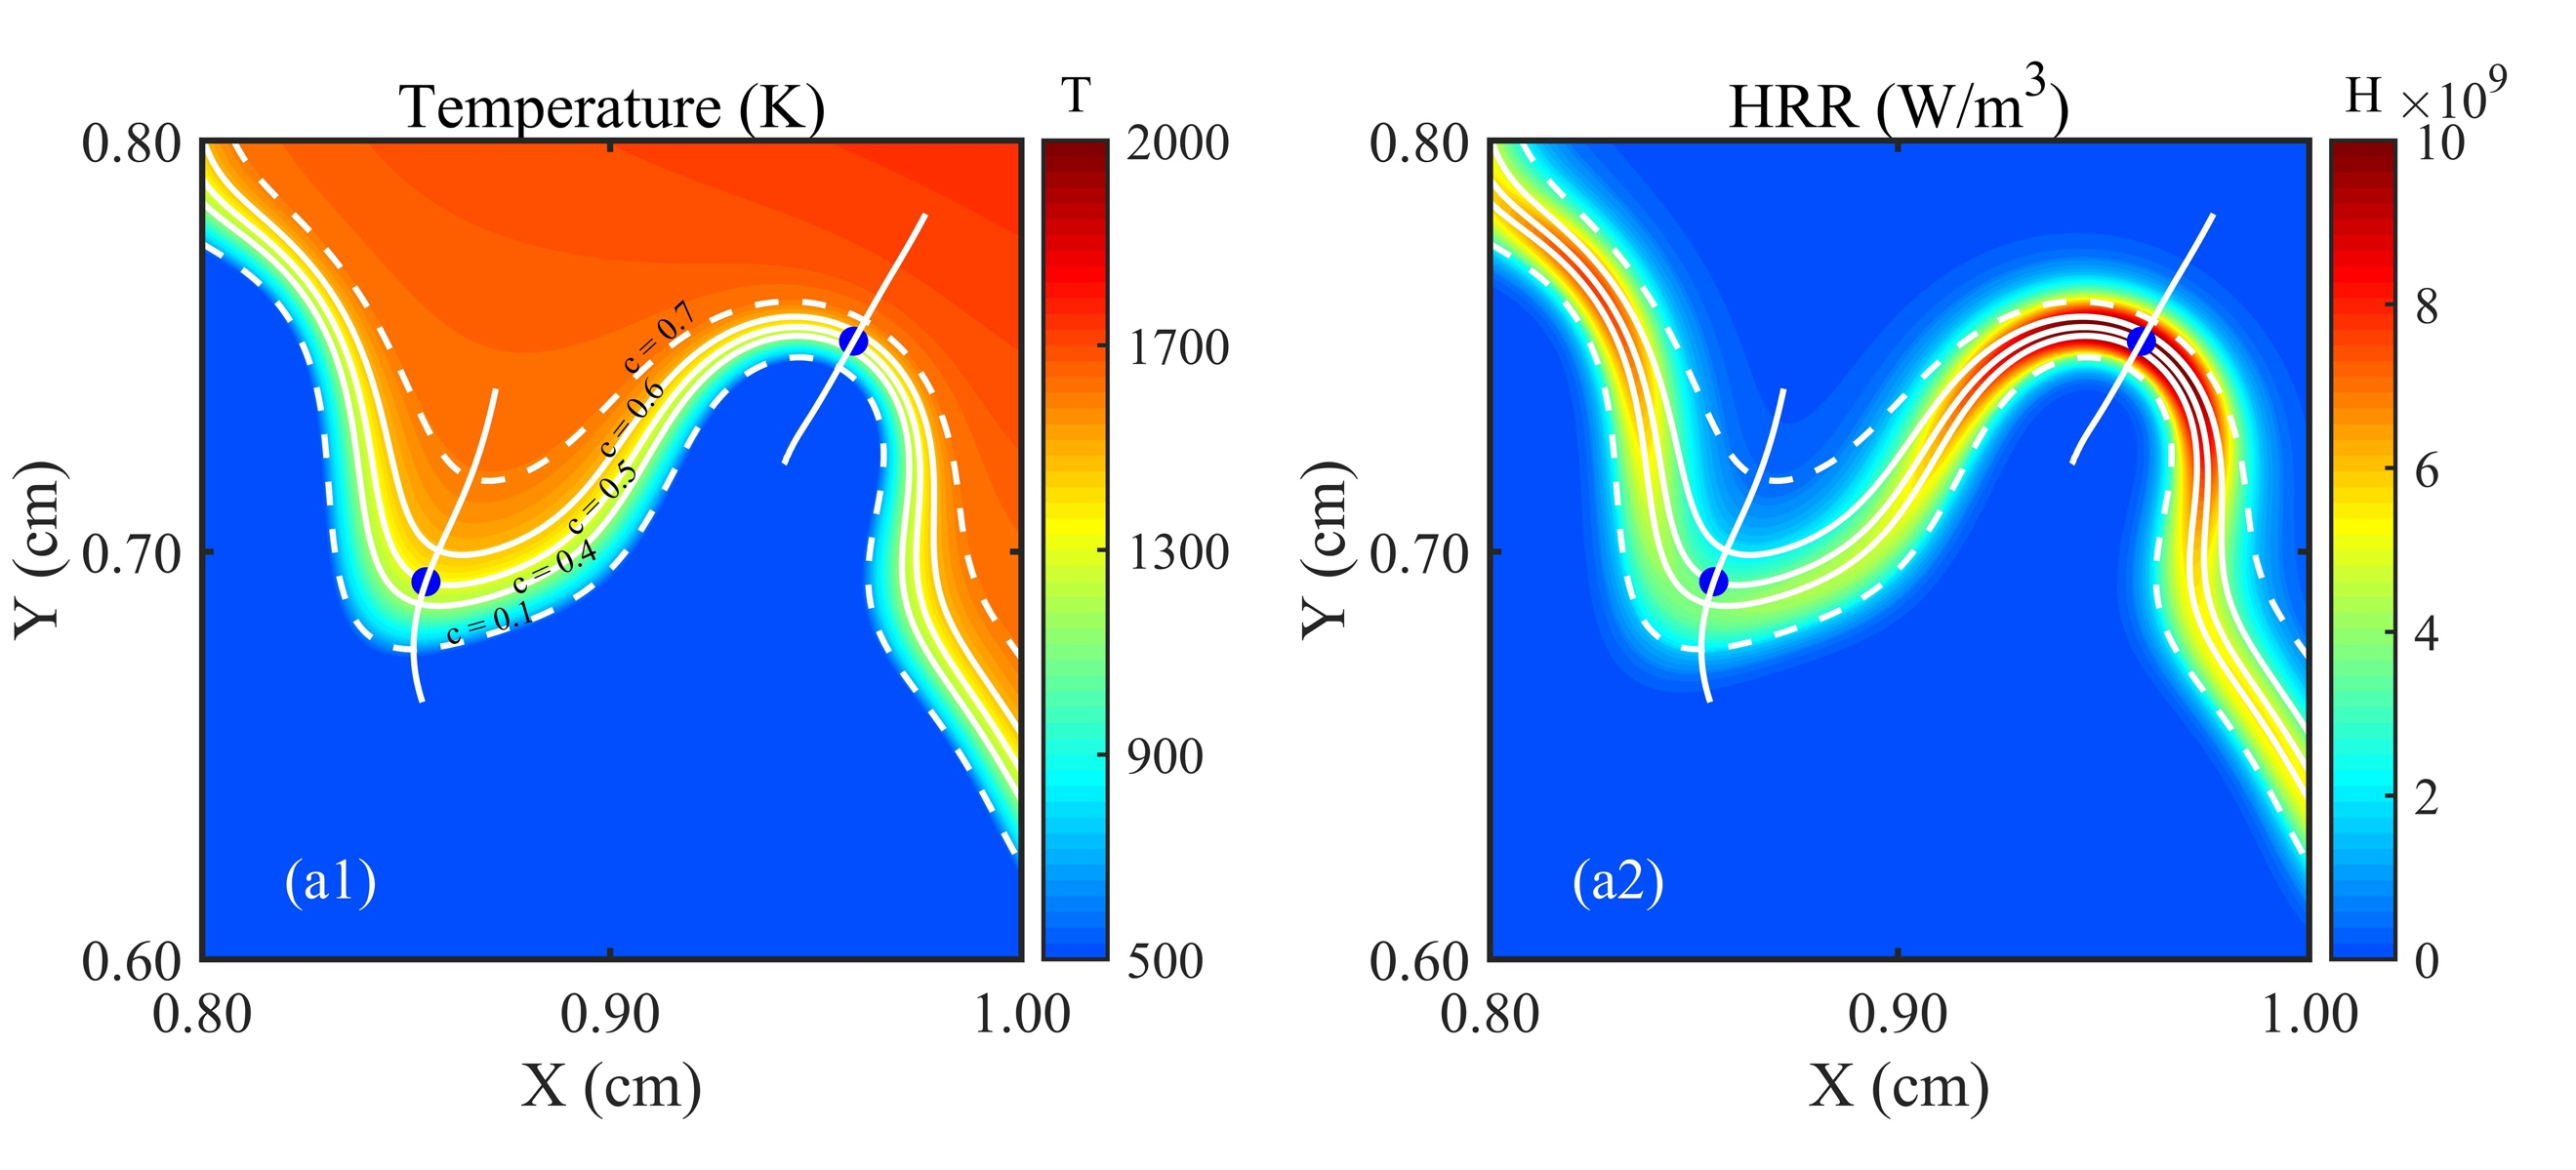 Temperature (K)
T
0.80
0.70
0.60
0.80
0.90
1.00
X (cm)
Y (cm)
c = 0.7
c = 0.6
c = 0.5
c = 0.4
c = 0.1
(a1)
2000
1700
1300
900
500
HRR (W/m³)
H ×10⁹
0.80
0.70
0.60
0.80
0.90
1.00
X (cm)
Y (cm)
(a2)
10
8
6
4
2
0